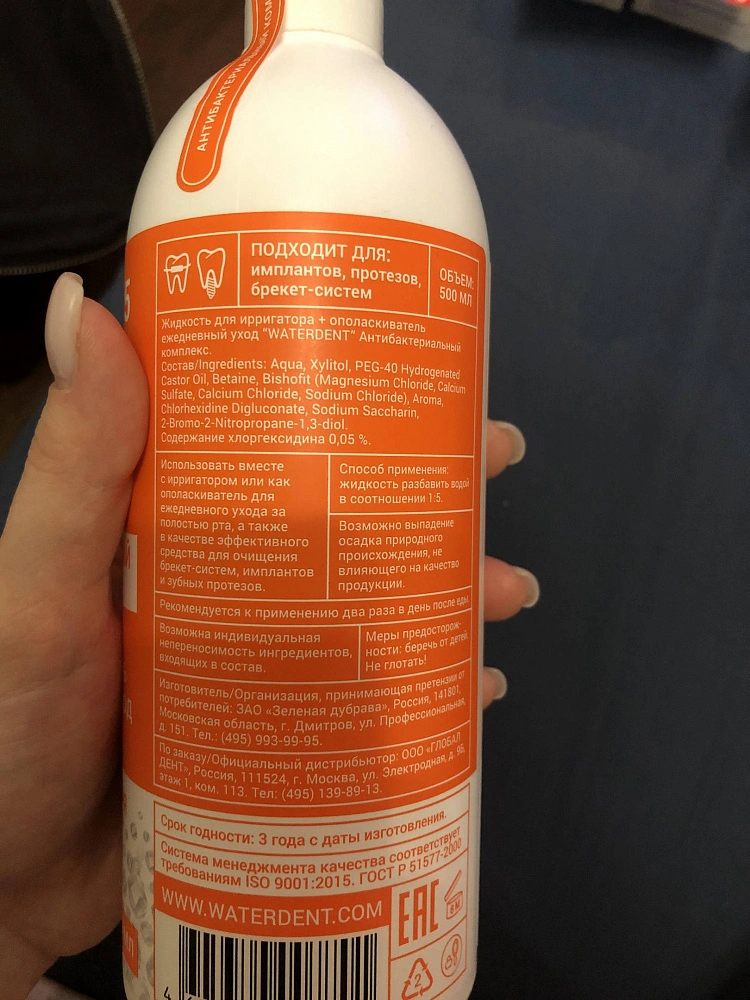 АНТИБАКТЕРИАЛЬНЫЙ КОМ
ПОДХОДИТ ДЛЯ:
имплантов, протезов,
брекет-систем
ОБЪЕМ:
500 МЛ
Жидкость для ирригатора + ополаскиватель
ежедневный уход "WATERDENT" Антибактериальный
комплекс.
Состав/Ingredients: Aqua, Xylitol, PEG-40 Hydrogenated
Castor Oil, Betaine, Bishofit (Magnesium Chloride, Calcium
Sulfate, Calcium Chloride, Sodium Chloride), Aroma,
Chlorhexidine Digluconate, Sodium Saccharin,
2-Bromo-2-Nitropropane-1,3-diol.
Содержание хлоргексидина 0,05 %.
Использовать вместе
с ирригатором или как
ополаскиватель для
ежедневного ухода за
полостью рта, а также
в качестве эффективного
средства для очищения
брекет-систем, имплантов
и зубных протезов.
Способ применения:
жидкость разбавить водой
в соотношении 1:5.
Возможно выпадение
осадка природного
происхождения, не
влияющего на качество
продукции.
Рекомендуется к применению два раза в день после еды.
Возможна индивидуальная
непереносимость ингредиентов,
входящих в состав.
Меры предосторож-
ности: беречь от детей.
Не глотать!
Изготовитель/Организация, принимающая претензии от
потребителей: ЗАО «Зеленая дубрава», Россия, 141801,
Московская область, г. Дмитров, ул. Профессиональная,
д. 151. Тел.: (495) 993-99-95.
По заказу/Официальный дистрибьютор: ООО «ГЛОБАЛ
ДЕНТ», Россия, 111524, г. Москва, ул. Электродная, д. 9Б,
этаж 1, ком. 113. Тел: (495) 139-89-13.
Срок годности: 3 года с даты изготовления.
Система менеджмента качества соответствует
требованиям ISO 9001:2015. ГОСТ Р 51577-2000
WWW.WATERDENT.COM
EAC
2